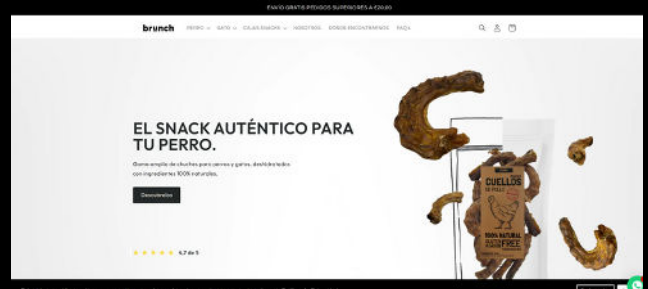 ENVÍO GRATIS PEDIDOS SUPERIORES A
brunch
PERRO GATO CAJAS SNACKS NOSOTROS DÓNDE ENCONTRARNOS FAQs
EL SNACK AUTÉNTICO PARA
TU PERRO.
Gama amplia de chuches para perros y gatos, deshidratados
con ingredientes 100% naturales.
Descúbrelos
4.7 de 5
CUELLOS
DE POLLO
100% NATURAL
FREE